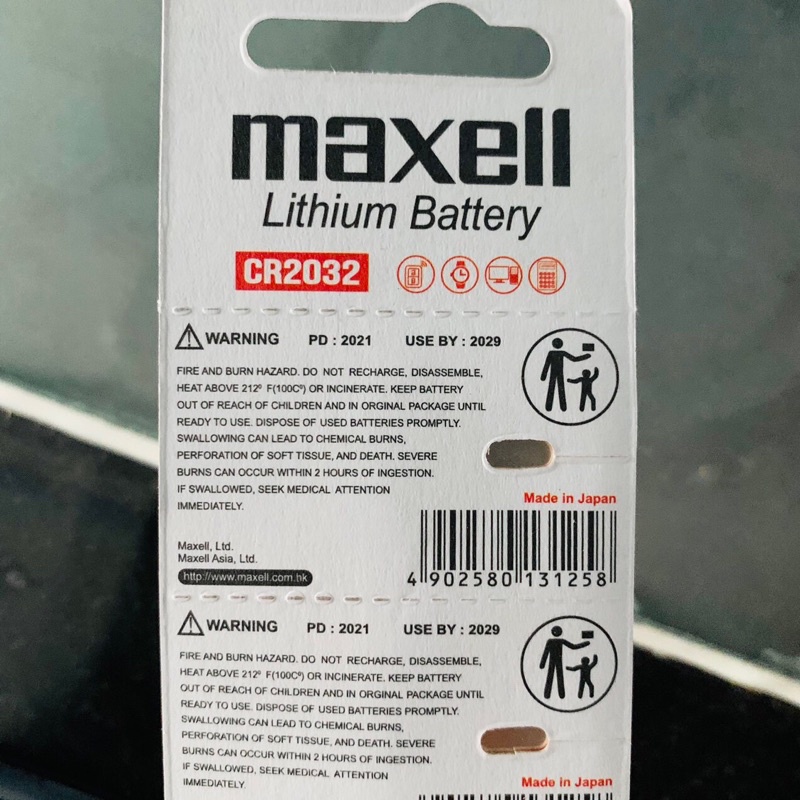 maxell
Lithium Battery
CR2032
WARNING PD : 2021 USE BY : 2029
FIRE AND BURN HAZARD. DO NOT RECHARGE, DISASSEMBLE,
HEAT ABOVE 212º F(100Cº) OR INCINERATE. KEEP BATTERY
OUT OF REACH OF CHILDREN AND IN ORGINAL PACKAGE UNTIL
READY TO USE. DISPOSE OF USED BATTERIES PROMPTLY.
SWALLOWING CAN LEAD TO CHEMICAL BURNS,
PERFORATION OF SOFT TISSUE, AND DEATH. SEVERE
BURNS CAN OCCUR WITHIN 2 HOURS OF INGESTION.
IF SWALLOWED, SEEK MEDICAL ATTENTION
IMMEDIATELY.
Made in Japan
Maxell, Ltd.
Maxell Asia, Ltd.
http://www.maxell.com.hk
4 902580 131258
WARNING PD : 2021 USE BY : 2029
FIRE AND BURN HAZARD. DO NOT RECHARGE, DISASSEMBLE,
HEAT ABOVE 212º F(100Cº) OR INCINERATE. KEEP BATTERY
OUT OF REACH OF CHILDREN AND IN ORGINAL PACKAGE UNTIL
READY TO USE. DISPOSE OF USED BATTERIES PROMPTLY.
SWALLOWING CAN LEAD TO CHEMICAL BURNS,
PERFORATION OF SOFT TISSUE, AND DEATH. SEVERE
BURNS CAN OCCUR WITHIN 2 HOURS OF INGESTION.
IF SWALLOWED, SEEK MEDICAL ATTENTION
IMMEDIATELY.
Made in Japan